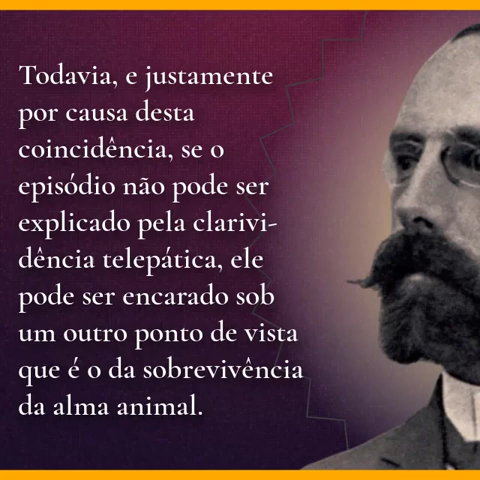 Todavia, e justamente
por causa desta
coincidência, se o
episódio não pode ser
explicado pela clarivi-
dência telepática, ele
pode ser encarado sob
um outro ponto de vista
que é o da sobrevivência
da alma animal.